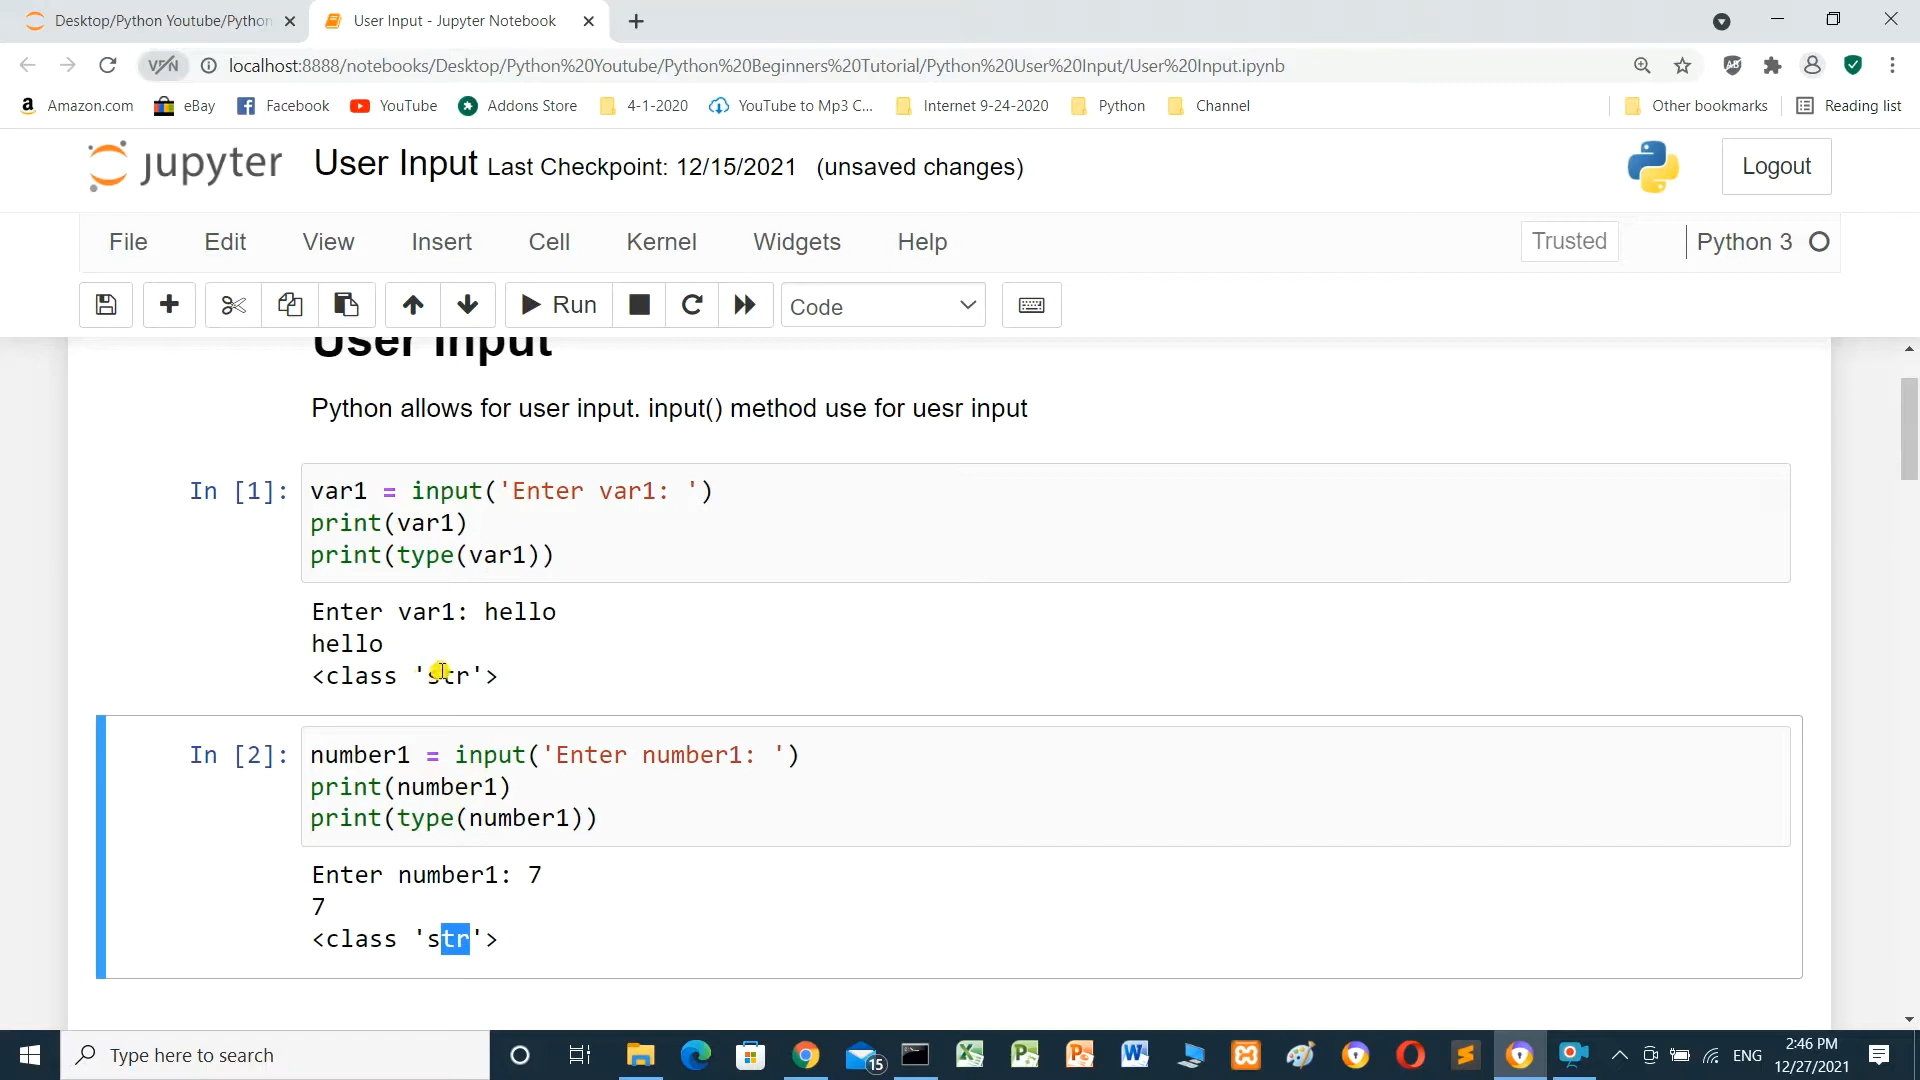 Desktop/Python Youtube/Python
User Input - Jupyter Notebook
VPN
localhost:8888/notebooks/Desktop/Python%20Youtube/Python%20Beginners%20Tutorial/Python%20User%20Input/User%20Input.ipynb
Amazon.com eBay Facebook YouTube Addons Store 4-1-2020 YouTube to Mp3 C... Internet 9-24-2020 Python Channel Other bookmarks Reading list
jupyter User Input Last Checkpoint: 12/15/2021 (unsaved changes) Logout
File Edit View Insert Cell Kernel Widgets Help Trusted Python 3
Run Code
User Input
Python allows for user input. input() method use for uesr input
In [1]: var1 = input('Enter var1: ')
print(var1)
print(type(var1))
Enter var1: hello
hello
<class 'str'>
In [2]: number1 = input('Enter number1: ')
print(number1)
print(type(number1))
Enter number1: 7
7
<class 'str'>
Type here to search
15
ENG
2:46 PM
12/27/2021